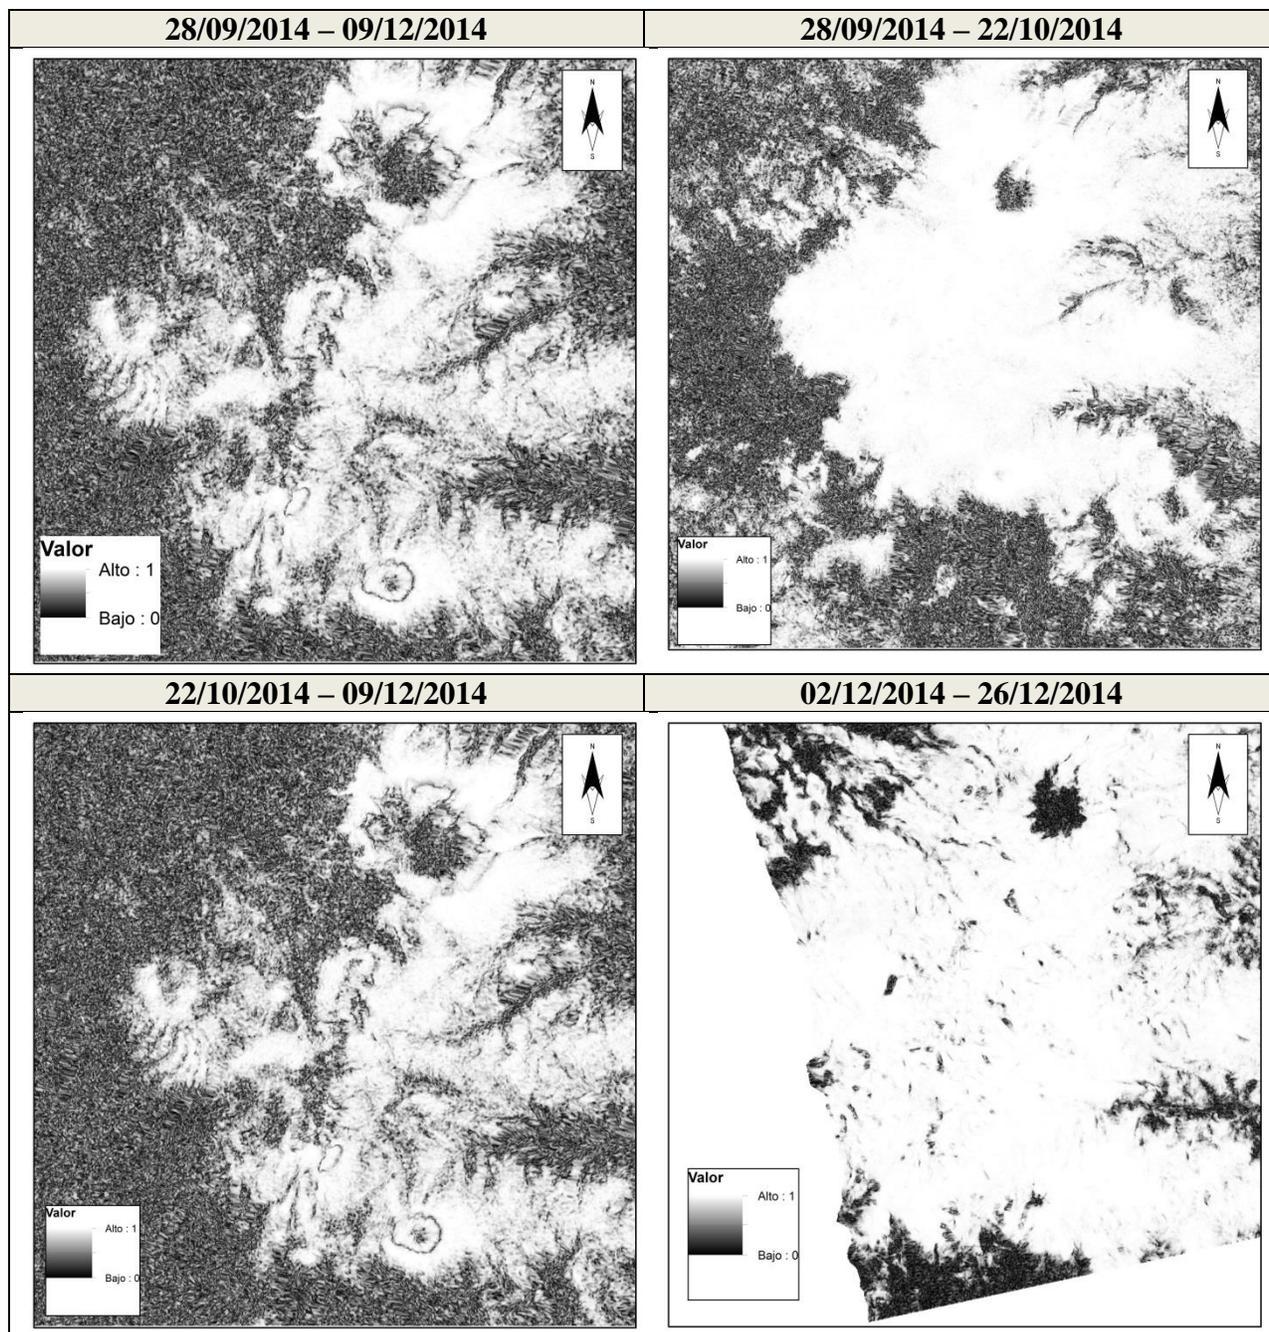 28/09/2014 – 09/12/2014
28/09/2014 – 22/10/2014
N
S
N
S
Valor
Alto : 1
Bajo : 0
Valor
Alto : 1
Bajo : 0
22/10/2014 – 09/12/2014
02/12/2014 – 26/12/2014
N
S
N
S
Valor
Alto : 1
Bajo : 0
Valor
Alto : 1
Bajo : 0